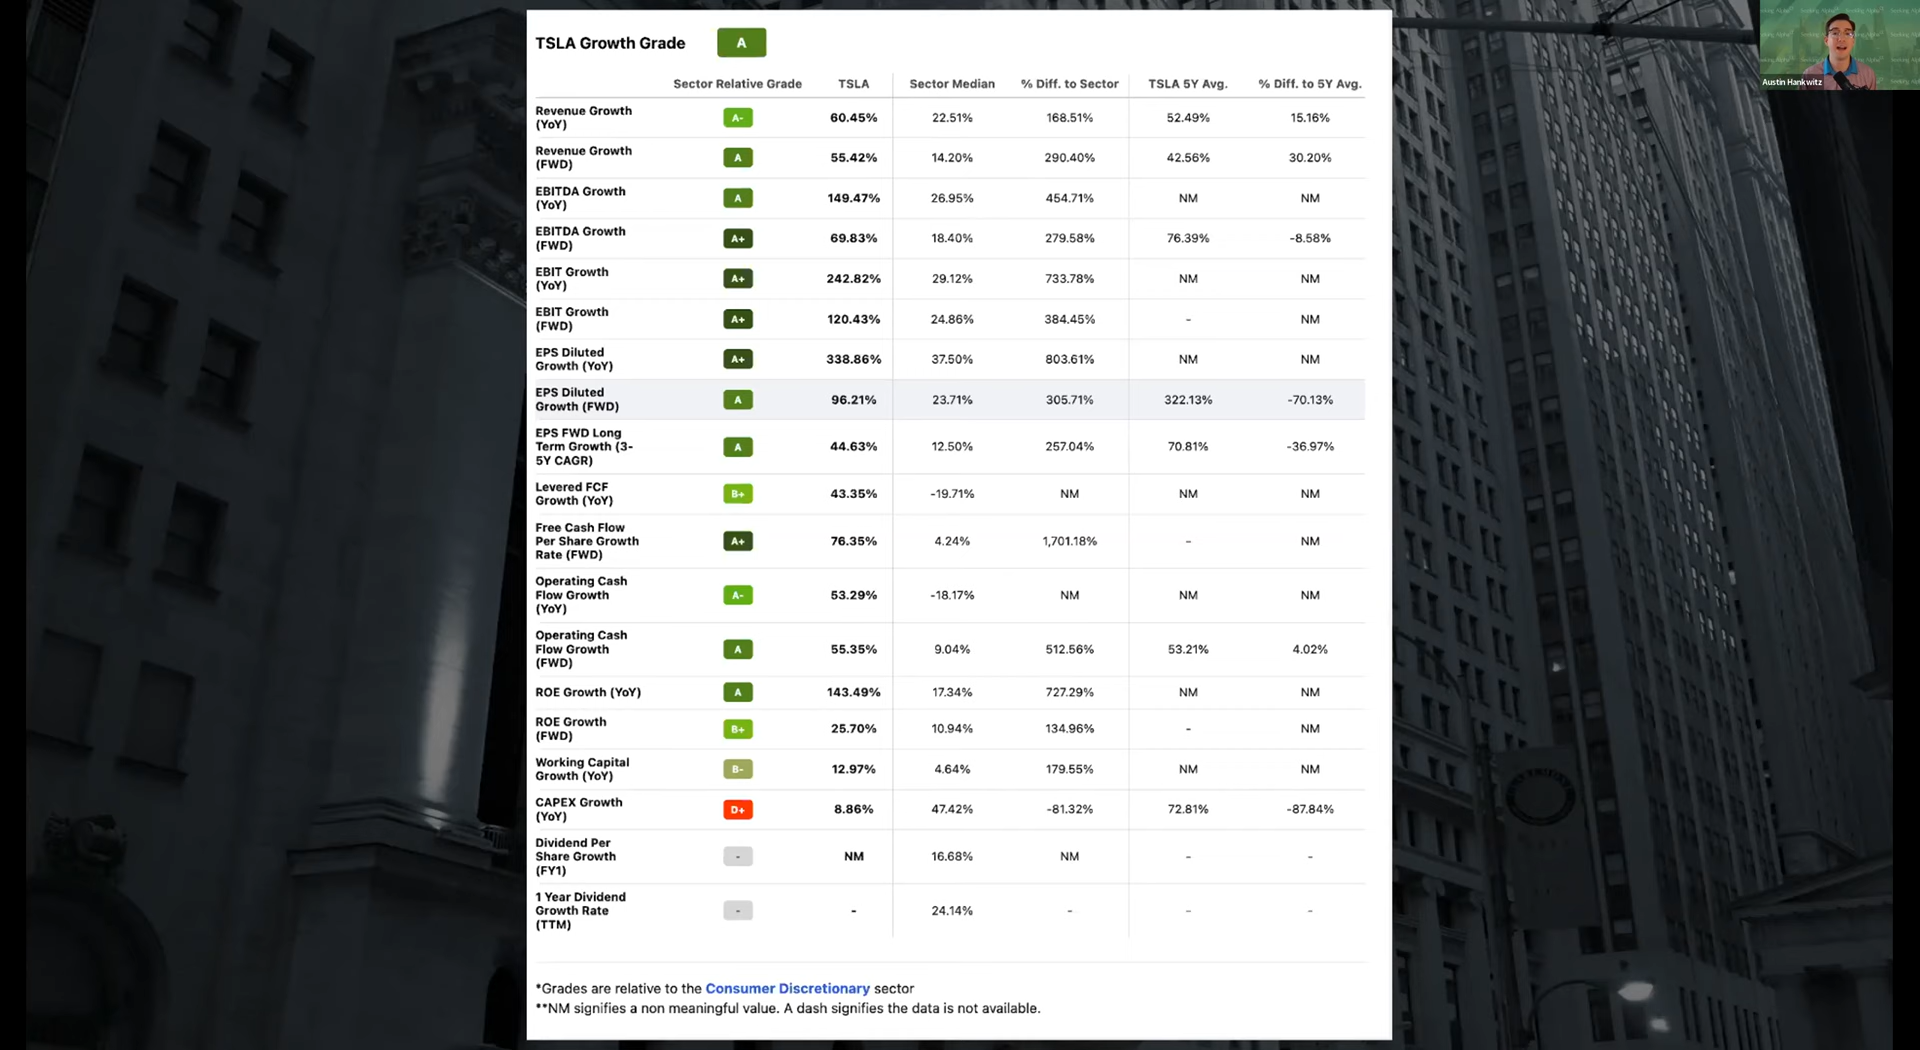 TSLA Growth Grade A
Sector Relative Grade TSLA Sector Median % Diff. to Sector TSLA 5Y Avg. % Diff. to 5Y Avg.
Revenue Growth
(YoY) A- 60.45% 22.51% 168.51% 52.49% 15.16%
Revenue Growth
(FWD) A 55.42% 14.20% 290.40% 42.56% 30.20%
EBITDA Growth
(YoY) A 149.47% 26.95% 454.71% NM NM
EBITDA Growth
(FWD) A+ 69.83% 18.40% 279.58% 76.39% -8.58%
EBIT Growth
(YoY) A+ 242.82% 29.12% 733.78% NM NM
EBIT Growth
(FWD) A+ 120.43% 24.86% 384.45% - NM
EPS Diluted
Growth (YoY) A+ 338.86% 37.50% 803.61% NM NM
EPS Diluted
Growth (FWD) A 96.21% 23.71% 305.71% 322.13% -70.13%
EPS FWD Long
Term Growth (3- A 44.63% 12.50% 257.04% 70.81% -36.97%
5Y CAGR)
Levered FCF
Growth (YoY) B+ 43.35% -19.71% NM NM NM
Free Cash Flow
Per Share Growth A+ 76.35% 4.24% 1,701.18% - NM
Rate (FWD)
Operating Cash
Flow Growth A- 53.29% -18.17% NM NM NM
(YoY)
Operating Cash
Flow Growth A 55.35% 9.04% 512.56% 53.21% 4.02%
(FWD)
ROE Growth (YoY) A 143.49% 17.34% 727.29% NM NM
ROE Growth
(FWD) B+ 25.70% 10.94% 134.96% - NM
Working Capital
Growth (YoY) B- 12.97% 4.64% 179.55% NM NM
CAPEX Growth
(YoY) D+ 8.86% 47.42% -81.32% 72.81% -87.84%
Dividend Per
Share Growth - NM 16.68% NM - -
(FY1)
1 Year Dividend
Growth Rate - - 24.14% - - -
(TTM)
*Grades are relative to the Consumer Discretionary sector
**NM signifies a non meaningful value. A dash signifies the data is not available.
Austin Hankwitz